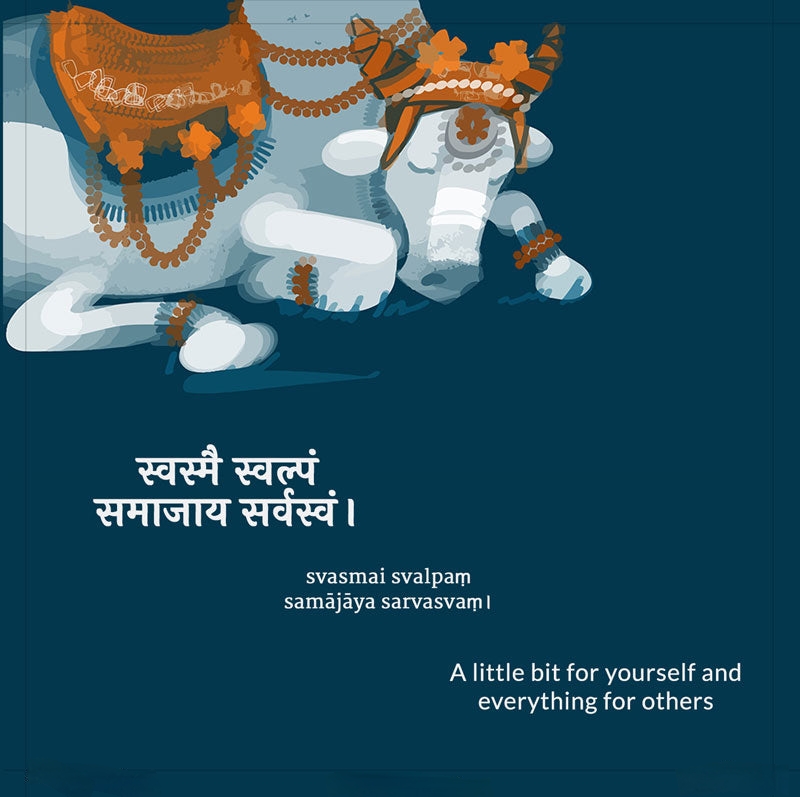 स्वस्मै स्वल्पं
समाजाय सर्वस्वं।
svasmai svalpaṃ
samājāya sarvasvaṃ।
A little bit for yourself and
everything for others